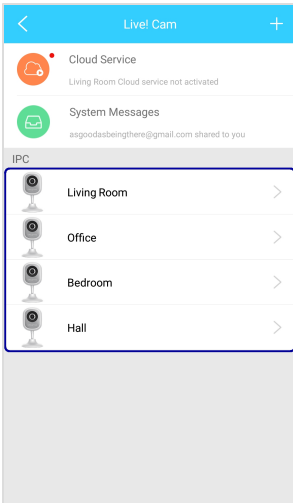 Live! Cam
Cloud Service
Living Room Cloud service not activated
System Messages
asgoodasbeingthere@gmail.com shared to you
IPC
Living Room
Office
Bedroom
Hall